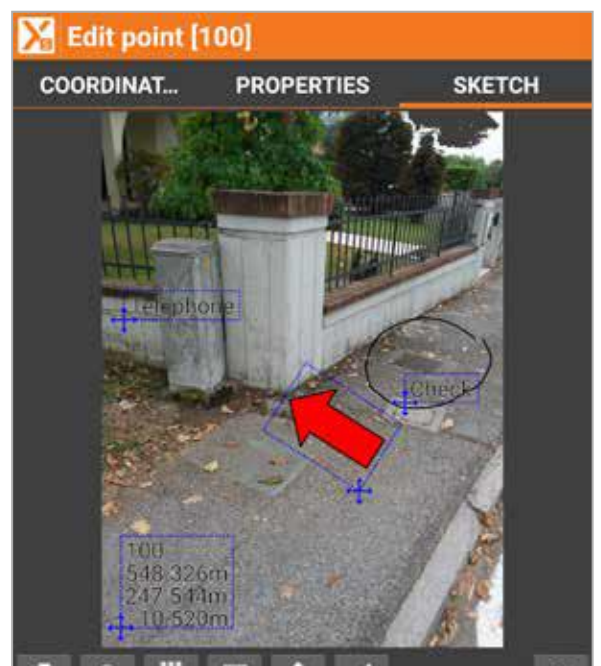 Edit point [100]
COORDINAT... PROPERTIES SKETCH
Telephone
Check
100
548.326m
247.544m
10.520m